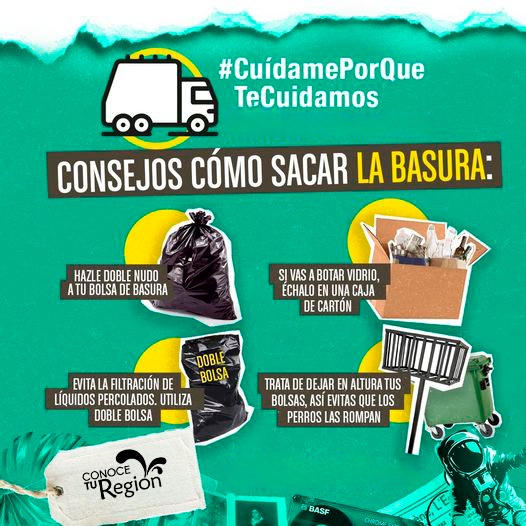 #CuídamePorQue
TeCuidamos
CONSEJOS CÓMO SACAR LA BASURA:
HAZLE DOBLE NUDO
A TU BOLSA DE BASURA
SI VAS A BOTAR VIDRIO,
ÉCHALO EN UNA CAJA
DE CARTÓN
DOBLE
BOLSA
EVITA LA FILTRACIÓN DE
LÍQUIDOS PERCOLADOS. UTILIZA
DOBLE BOLSA
TRATA DE DEJAR EN ALTURA TUS
BOLSAS, ASÍ EVITAS QUE LOS
PERROS LAS ROMPAN
CONOCE
TU Región
BASF